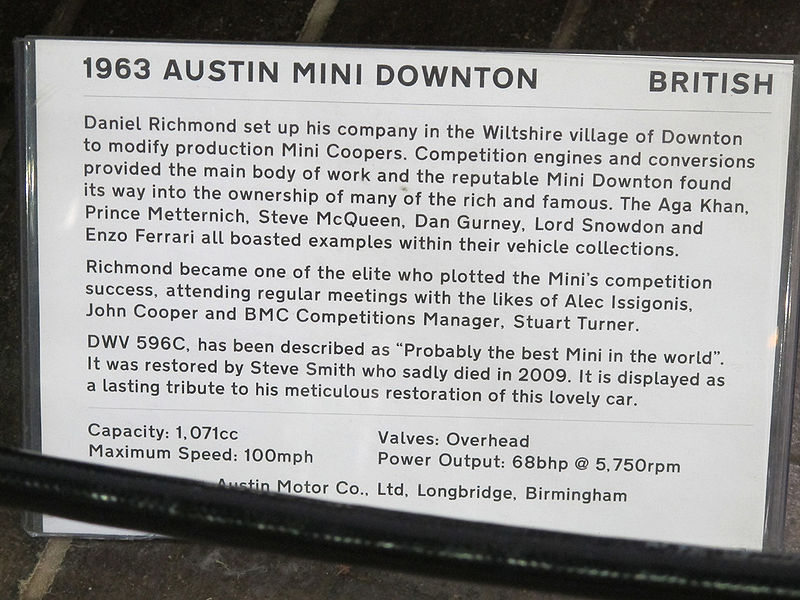 1963 AUSTIN MINI DOWNTON BRITISH
Daniel Richmond set up his company in the Wiltshire village of Downton
to modify production Mini Coopers. Competition engines and conversions
provided the main body of work and the reputable Mini Downton found
its way into the ownership of many of the rich and famous. The Aga Khan,
Prince Metternich, Steve McQueen, Dan Gurney, Lord Snowdon and
Enzo Ferrari all boasted examples within their vehicle collections.
Richmond became one of the elite who plotted the Mini's competition
success, attending regular meetings with the likes of Alec Issigonis,
John Cooper and BMC Competitions Manager, Stuart Turner.
DWV 596C, has been described as “Probably the best Mini in the world”.
It was restored by Steve Smith who sadly died in 2009. It is displayed as
a lasting tribute to his meticulous restoration of this lovely car.
Capacity: 1,071cc Valves: Overhead
Maximum Speed: 100mph Power Output: 68bhp @ 5,750rpm
Austin Motor Co., Ltd, Longbridge, Birmingham